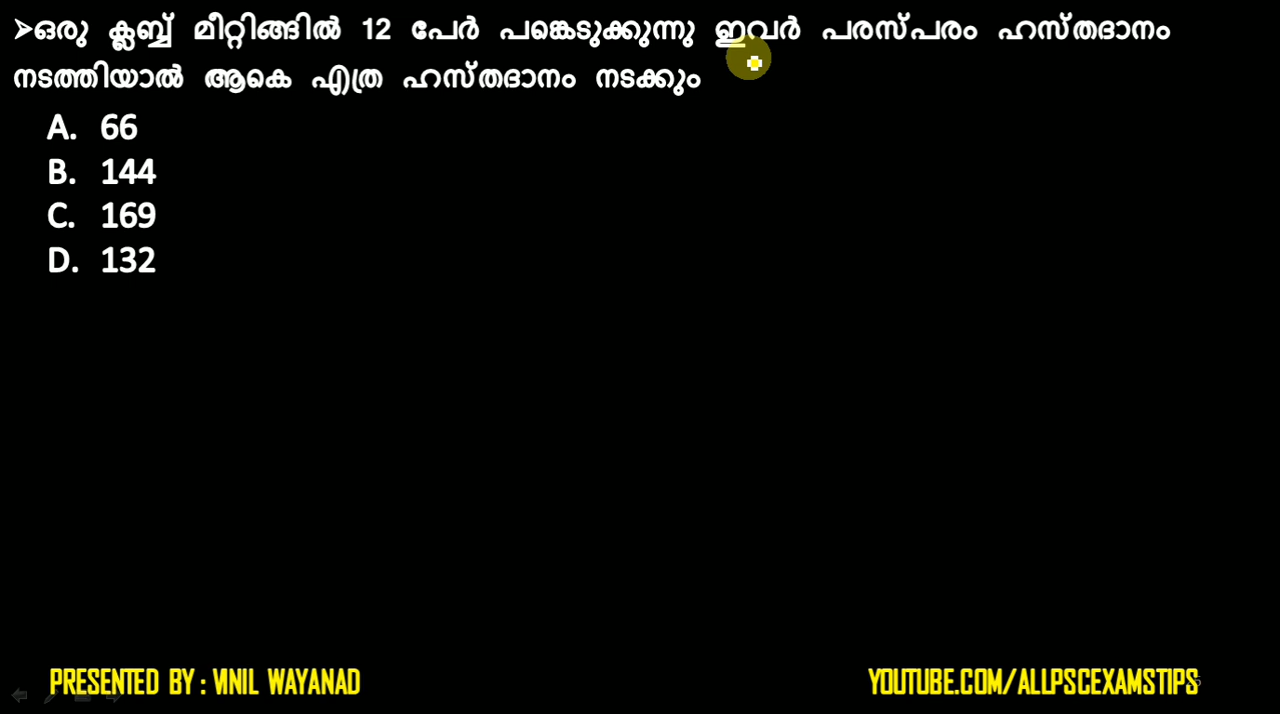 ➤ഒരു ക്ലബ്ബ് മീറ്റിങ്ങിൽ 12 പേർ പങ്കെടുക്കുന്നു ഇവർ പരസ്പരം ഹസ്തദാനം
നടത്തിയാൽ ആകെ എത്ര ഹസ്തദാനം നടക്കും
A. 66
B. 144
C. 169
D. 132
PRESENTED BY : VINIL WAYANAD
YOUTUBE.COM/ALLPSCEXAMSTIPS